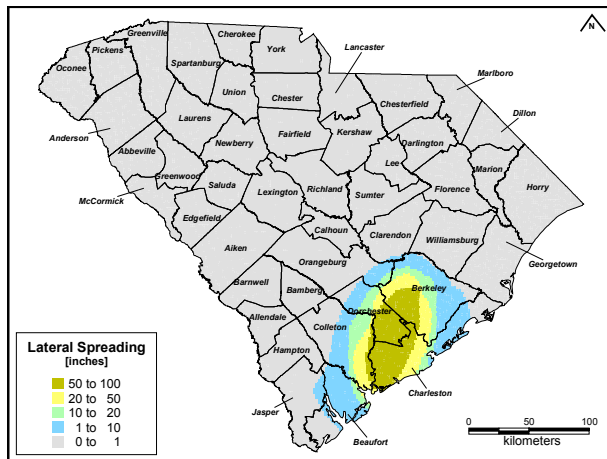 N
Cherokee
Greenville
York
Lancaster
Pickens
Spartanburg
Oconee
Marlboro
Union
Chester
Chesterfield
Dillon
Laurens
Anderson
Fairfield
Kershaw
Darlington
Newberry
Abbeville
Lee
Marion
Greenwood
Saluda
Lexington
Richland
Sumter
Florence
Horry
McCormick
Edgefield
Calhoun
Clarendon
Williamsburg
Aiken
Orangeburg
Georgetown
Barnwell
Bamberg
Berkeley
Dorchester
Allendale
Colleton
Hampton
Charleston
Jasper
Beaufort
Lateral Spreading
[inches]
50 to 100
20 to 50
10 to 20
1 to 10
0 to 1
0 50 100
kilometers